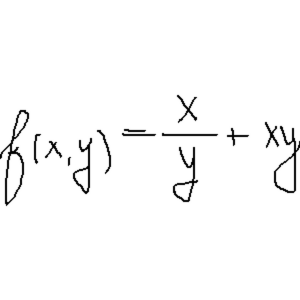 f(x,y) = x/y + xy